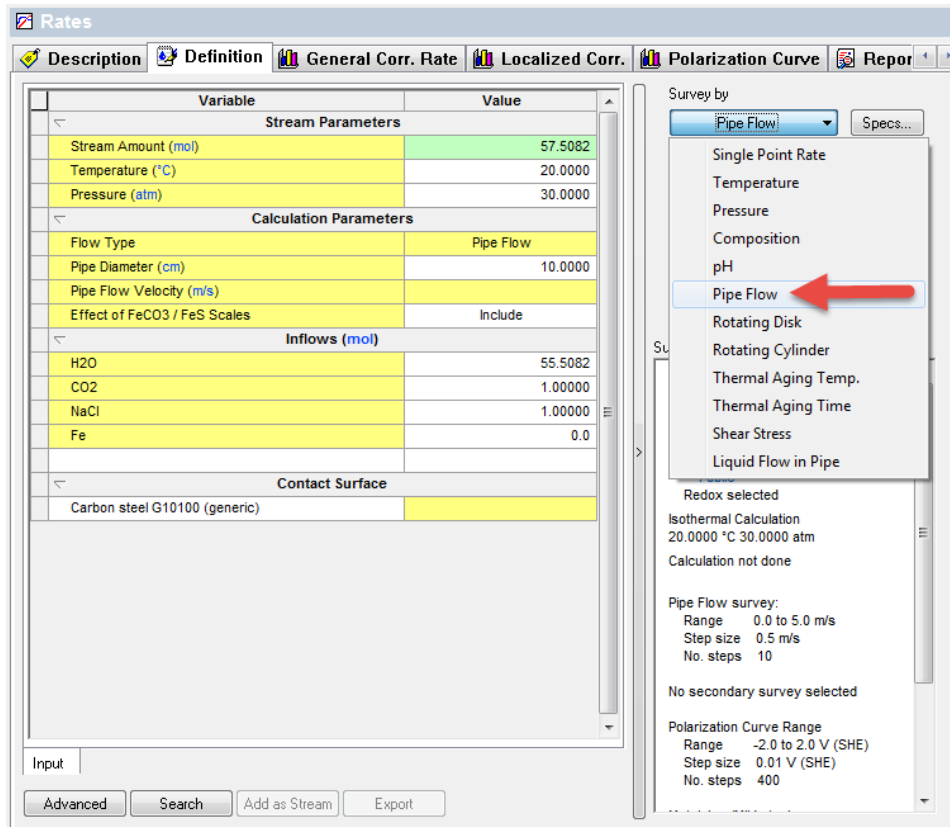 Rates
Description Definition General Corr. Rate Localized Corr. Polarization Curve Repor
Variable Value
Stream Parameters
Stream Amount (mol) 57.5082
Temperature (°C) 20.0000
Pressure (atm) 30.0000
Calculation Parameters
Flow Type Pipe Flow
Pipe Diameter (cm) 10.0000
Pipe Flow Velocity (m/s)
Effect of FeCO3 / FeS Scales Include
Inflows (mol)
H2O 55.5082
CO2 1.00000
NaCl 1.00000
Fe 0.0
Contact Surface
Carbon steel G10100 (generic)
Input
Advanced Search Add as Stream Export
Survey by
Pipe Flow Specs...
Single Point Rate
Temperature
Pressure
Composition
pH
Pipe Flow
Rotating Disk
Rotating Cylinder
Thermal Aging Temp.
Thermal Aging Time
Shear Stress
Liquid Flow in Pipe
Su
Redox selected
Isothermal Calculation
20.0000 °C 30.0000 atm
Calculation not done
Pipe Flow survey:
Range 0.0 to 5.0 m/s
Step size 0.5 m/s
No. steps 10
No secondary survey selected
Polarization Curve Range
Range -2.0 to 2.0 V (SHE)
Step size 0.01 V (SHE)
No. steps 400